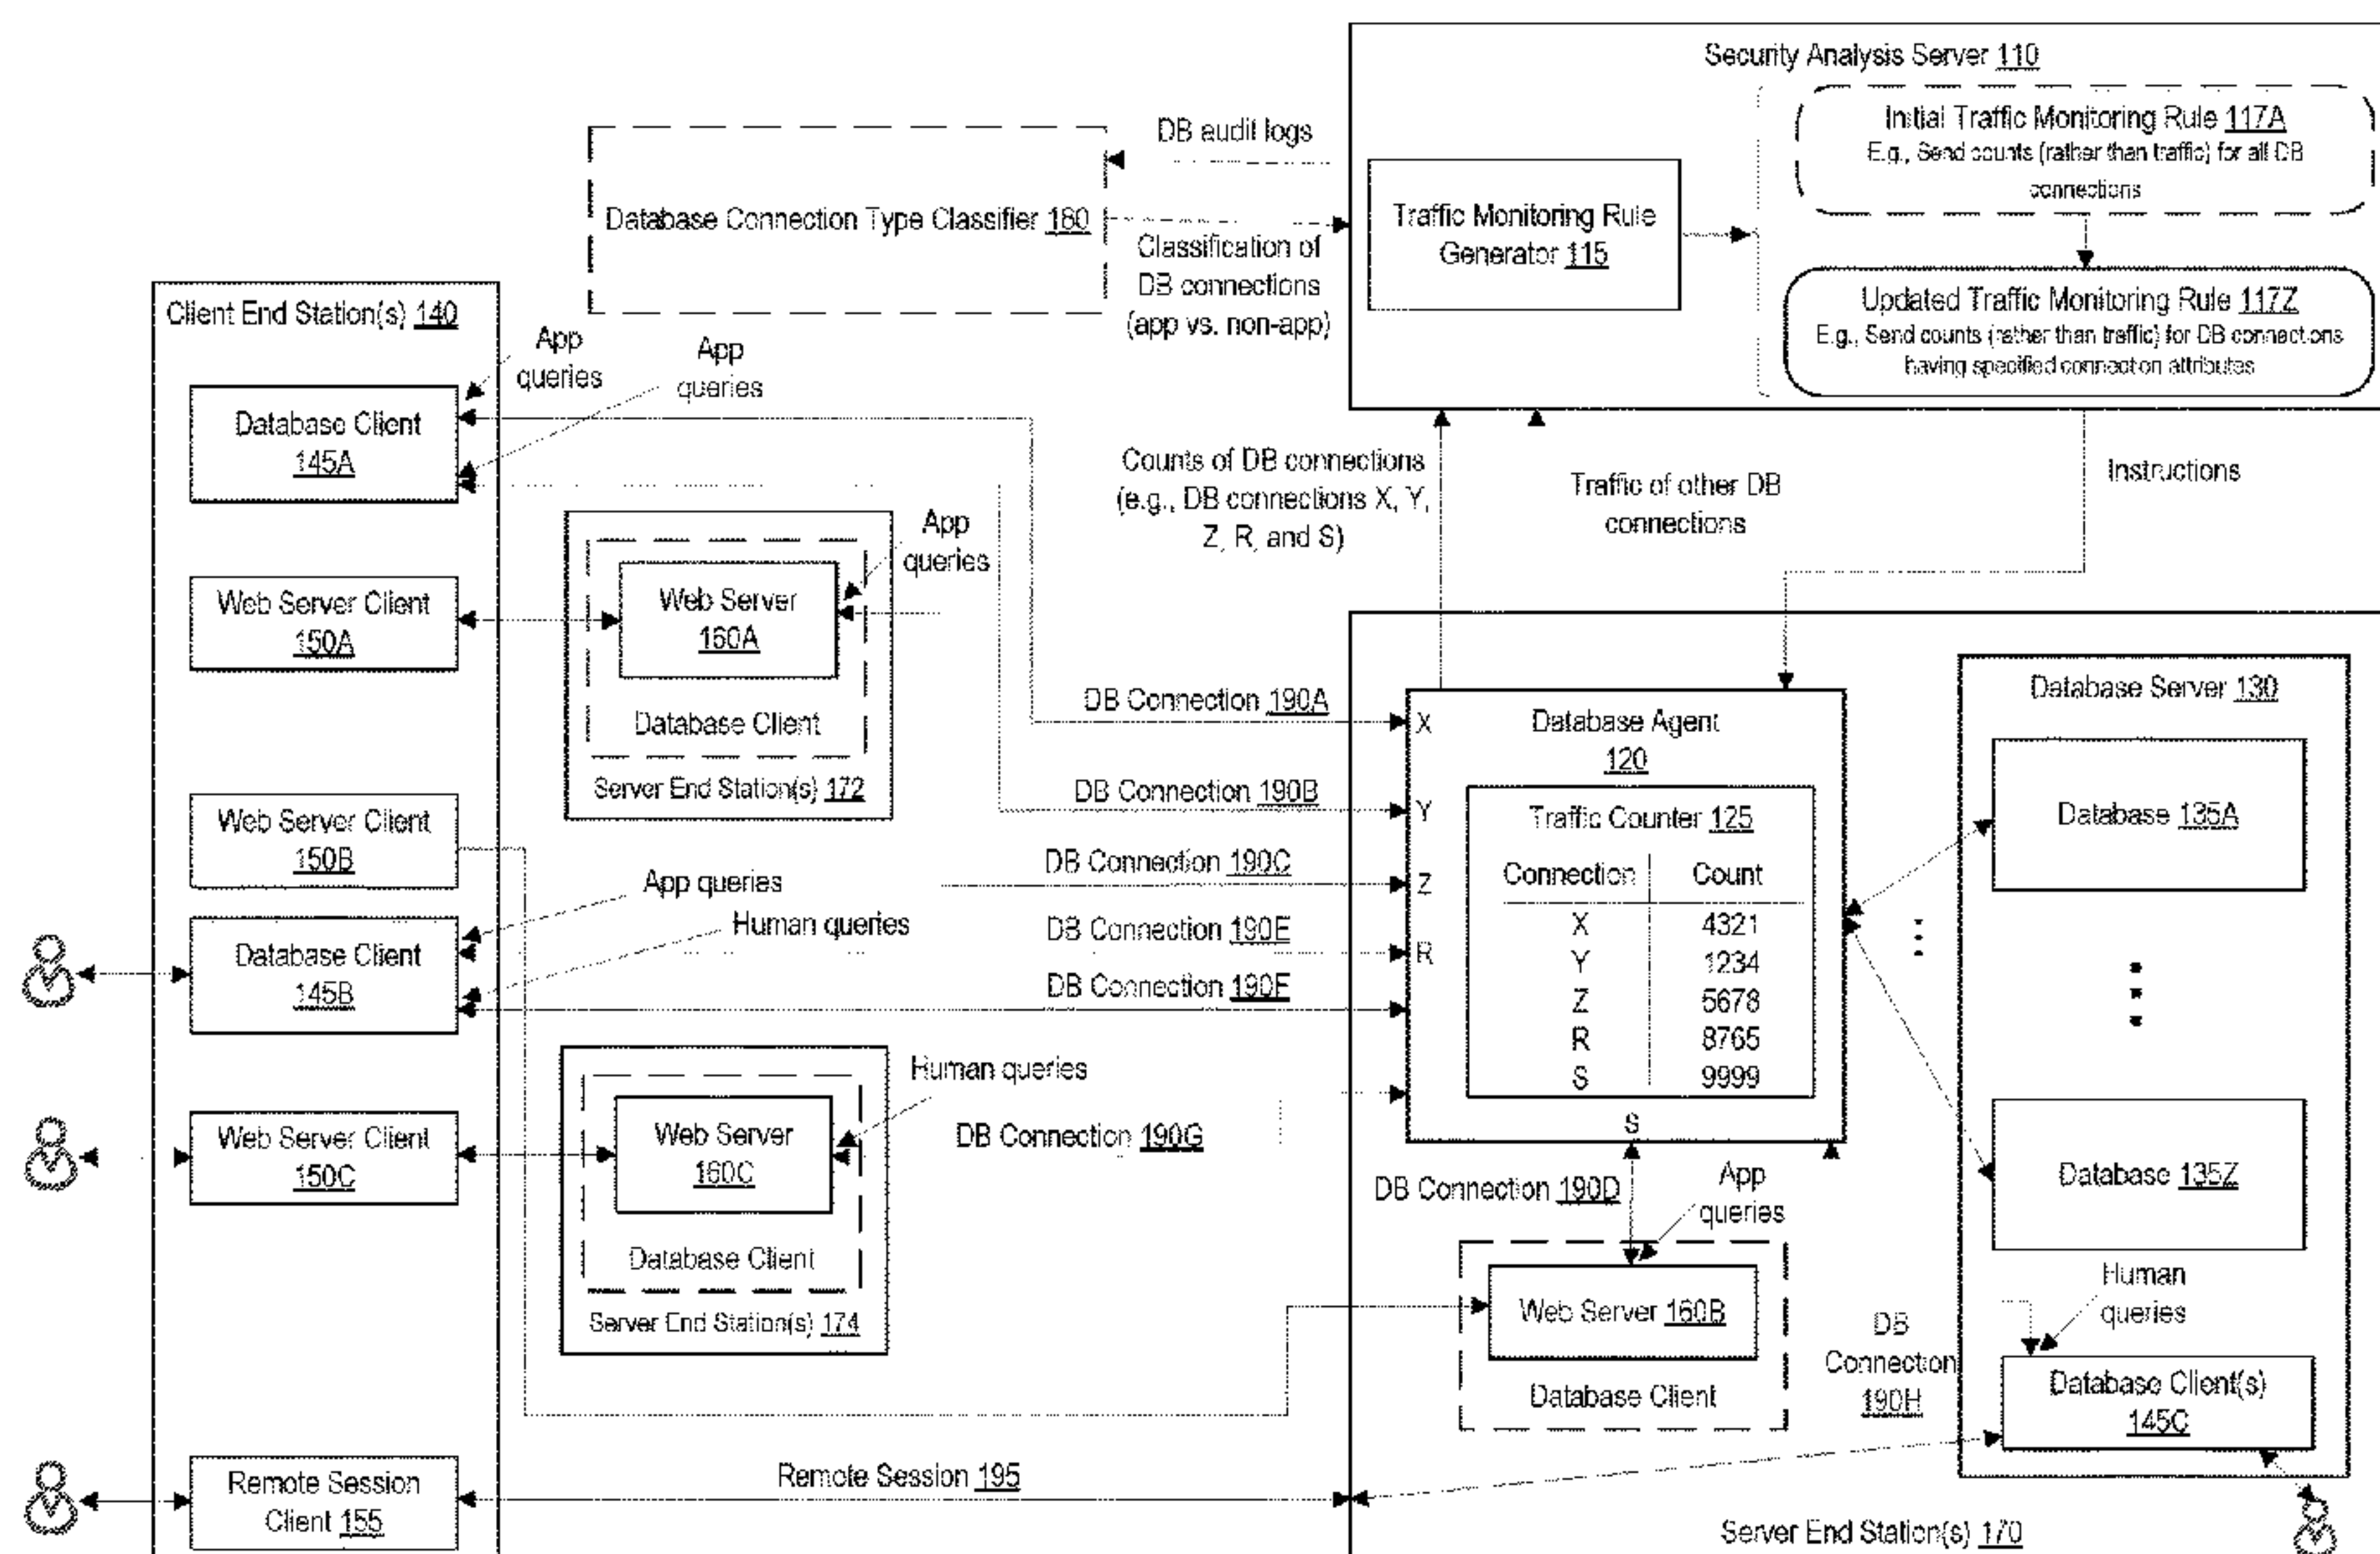 Security Analysis Server 110
DB audit logs
Initial Traffic Monitoring Rule 117A
E.g., Send counts (rather than traffic) for all DB
connections
Database Connection Type Classifier 180
Traffic Monitoring Rule
Generator 115
Classification of
DB connections
(app vs. non-app)
Updated Traffic Monitoring Rule 117Z
E.g., Send counts (rather than traffic) for DB connections
having specified connection attributes
Client End Station(s) 140
App
queries
App
queries
Database Client
145A
Counts of DB connections
(e.g., DB connections X, Y,
Z, R, and S)
Traffic of other DB
connections
Instructions
App
queries
Web Server Client
150A
Web Server
160A
Database Client
Server End Station(s) 172
DB Connection 190A
X
Database Agent
120
Database Server 130
DB Connection 190B
Y
Traffic Counter 125
Database 135A
Web Server Client
150B
DB Connection 190C
Z
Connection
Count
App queries
Human queries
DB Connection 190E
R
X
4321
Y
1234
Z
5678
R
8765
S
9999
Database Client
145B
DB Connection 190F
Human queries
Web Server Client
150C
Web Server
160C
DB Connection 190G
S
Database Client
Server End Station(s) 174
DB Connection 190D
App
queries
Database 135Z
Human
queries
Web Server 160B
Database Client
DB
Connection
190H
Database Client(s)
145C
Remote Session
Client 155
Remote Session 195
Server End Station(s) 170